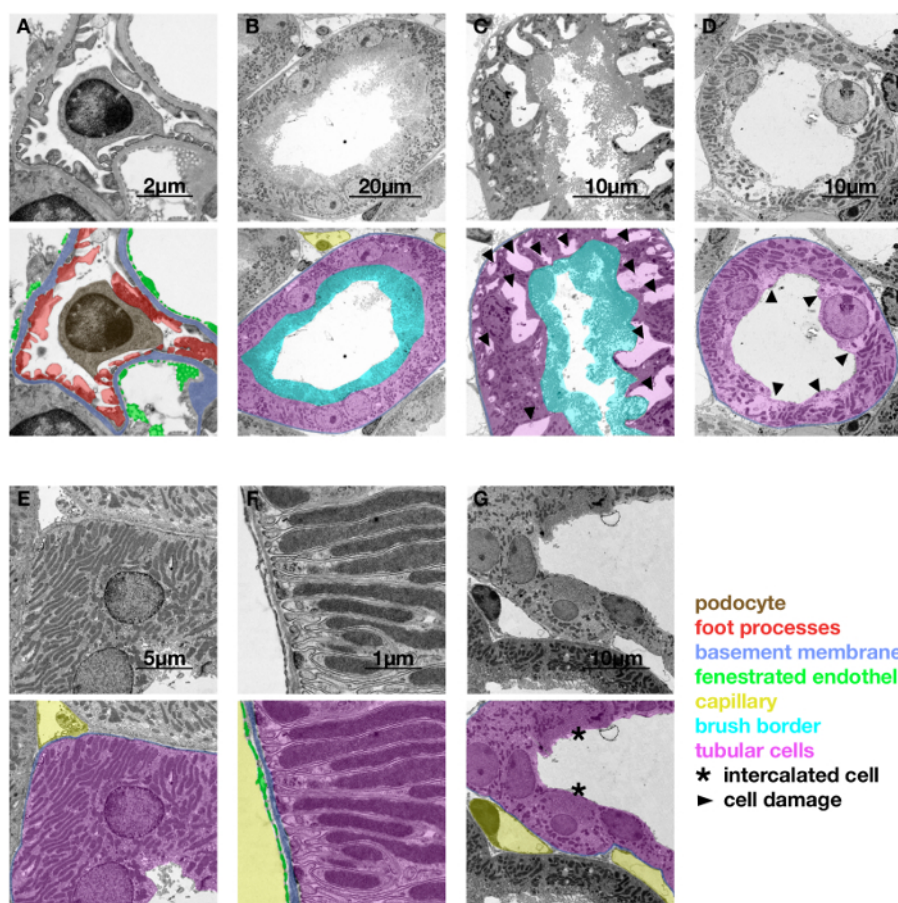 A B C D
2µm 20µm 10µm 10µm
E F G
5µm 1µm 10µm
podocyte
foot processes
basement membrane
fenestrated endothel
capillary
brush border
tubular cells
* intercalated cell
► cell damage